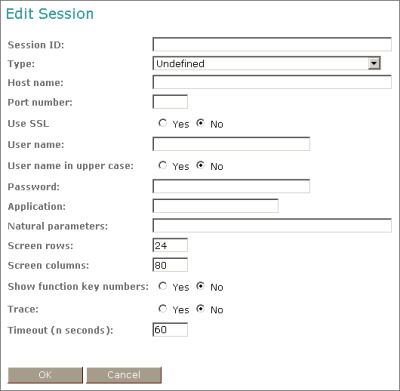 Edit Session
Session ID:
Type: Undefined
Host name:
Port number:
Use SSL Yes No
User name:
User name in upper case: Yes No
Password:
Application:
Natural parameters:
Screen rows: 24
Screen columns: 80
Show function key numbers: Yes No
Trace: Yes No
Timeout (n seconds): 60
OK Cancel